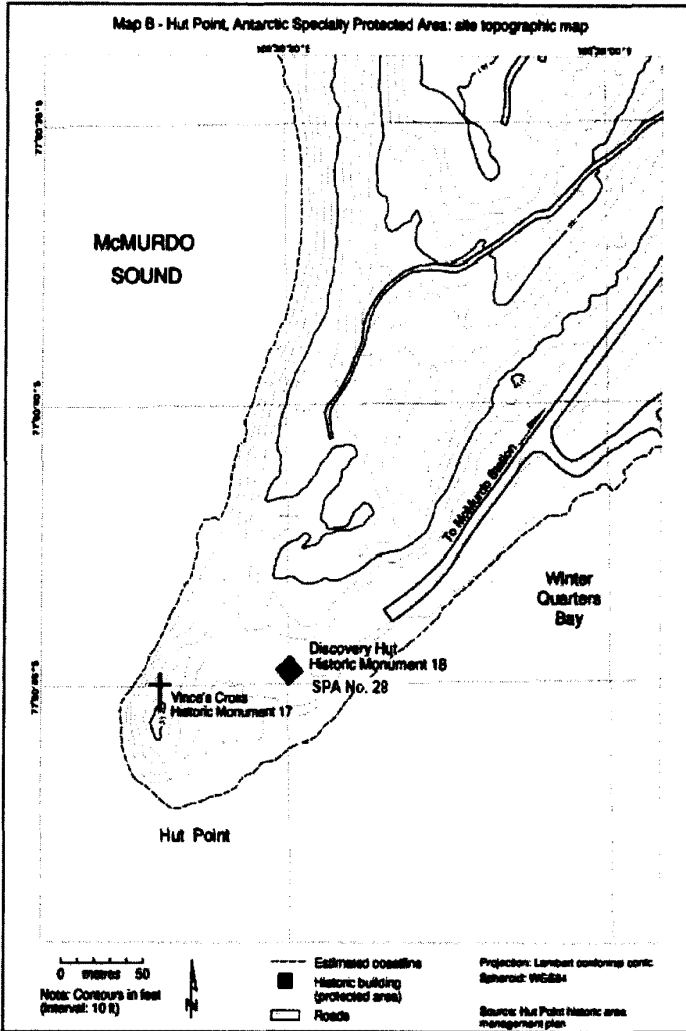 Map B - Hut Point, Antarctic Specially Protected Area: site topographic map
McMURDO
SOUND
To McMurdo Station
Winter
Quarters
Bay
Discovery Hut
Historic Monument 18
SPA No. 28
Vince's Cross
Historic Monument 17
Hut Point
0 metres 50
Note: Contours in feet
(Interval: 10 ft)
N
Estimated coastline
Historic building
(protected area)
Roads
Projection: Lambert conformal conic
Spheroid: WGS84
Source: Hut Point historic area
management plan